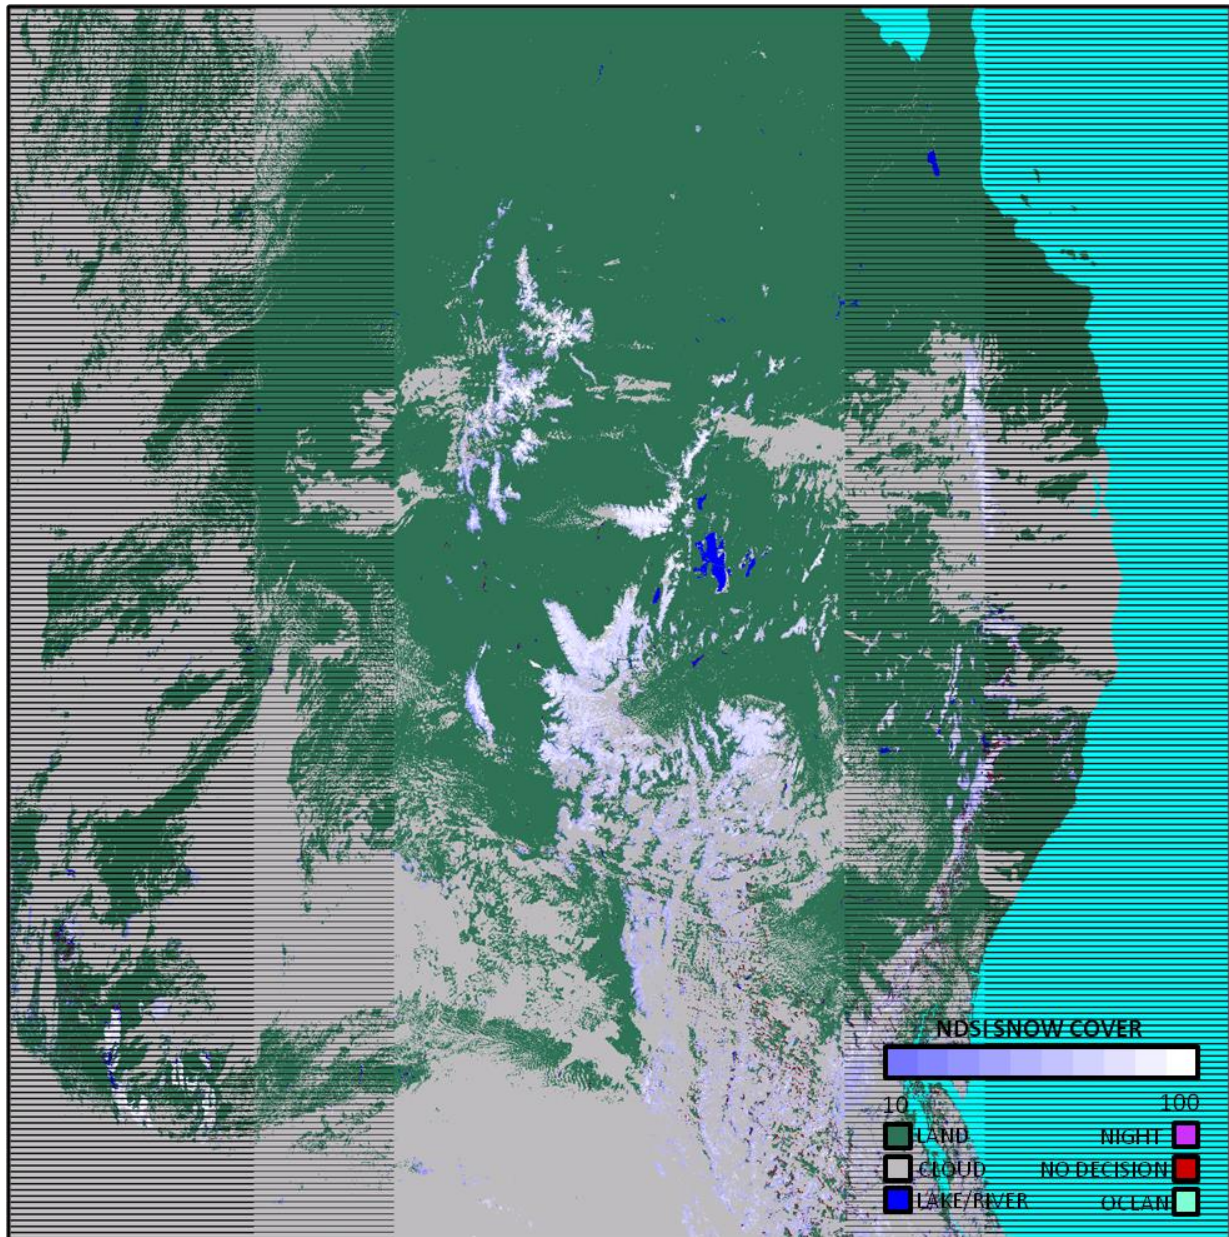 NDSI SNOW COVER
10 100
LAND NIGHT
CLOUD NO DECISION
LAKE/RIVER OCEAN